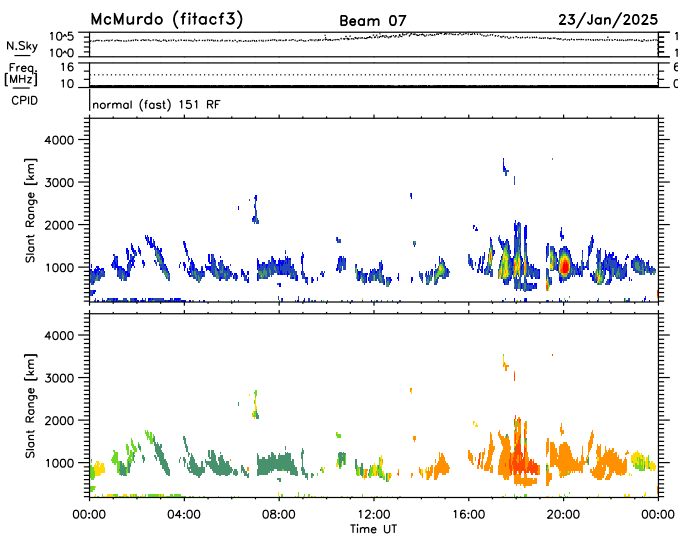 McMurdo (fitacf3) Beam 07 23/Jan/2025
N.Sky 10^5 1
10^0 1
Freq. 16 6
[MHz] 10 0
CPID normal (fast) 151 RF
Slant Range [km]
4000
3000
2000
1000
Slant Range [km]
4000
3000
2000
1000
00:00 04:00 08:00 12:00 16:00 20:00 00:00
Time UT